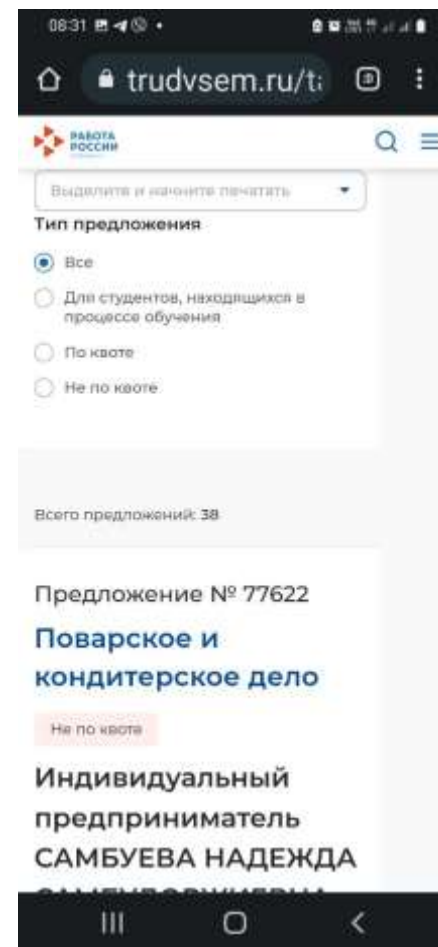 08:31
trudvsem.ru/t
РАБОТА
РОССИИ
Выделите и начните печатать
Тип предложения
Все
Для студентов, находящихся в
процессе обучения
По квоте
Не по квоте
Всего предложений: 38
Предложение № 77622
Поварское и
кондитерское дело
Не по квоте
Индивидуальный
предприниматель
САМБУЕВА НАДЕЖДА